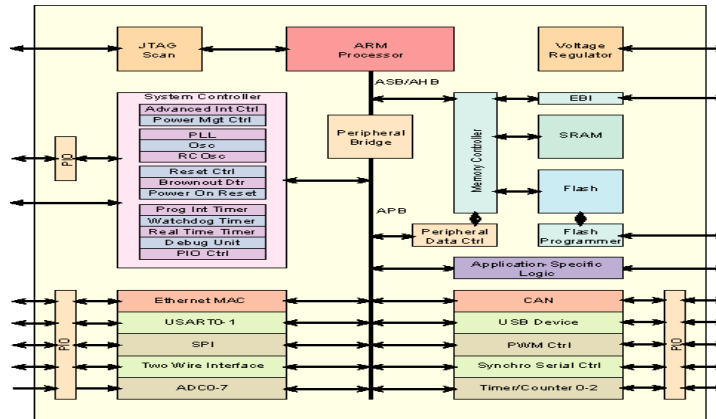 JTAG
Scan
ARM
Processor
Voltage
Regulator
ASB/AHB
System Controller
Advanced Int Ctrl
Power Mgt Ctrl
PLL
Osc
RC Osc
Reset Ctrl
Brownout Dtr
Power On Reset
Prog Int Timer
Watchdog Timer
Real Time Timer
Debug Unit
PIO Ctrl
PIO
Peripheral
Bridge
APB
Memory Controller
EBI
SRAM
Flash
Peripheral
Data Ctrl
Flash
Programmer
Application-Specific
Logic
PIO
Ethernet MAC
USART0-1
SPI
Two Wire Interface
ADC0-7
CAN
USB Device
PWM Ctrl
Synchro Serial Ctrl
Timer/Counter 0-2
PIO